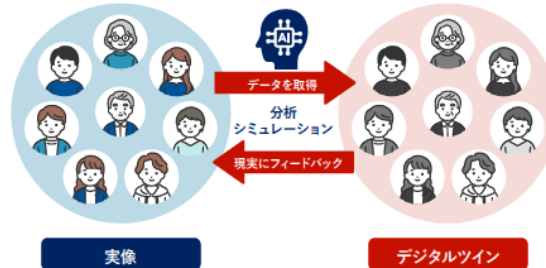 AI
データを取得
分析
シミュレーション
現実にフィードバック
実像
デジタルツイン